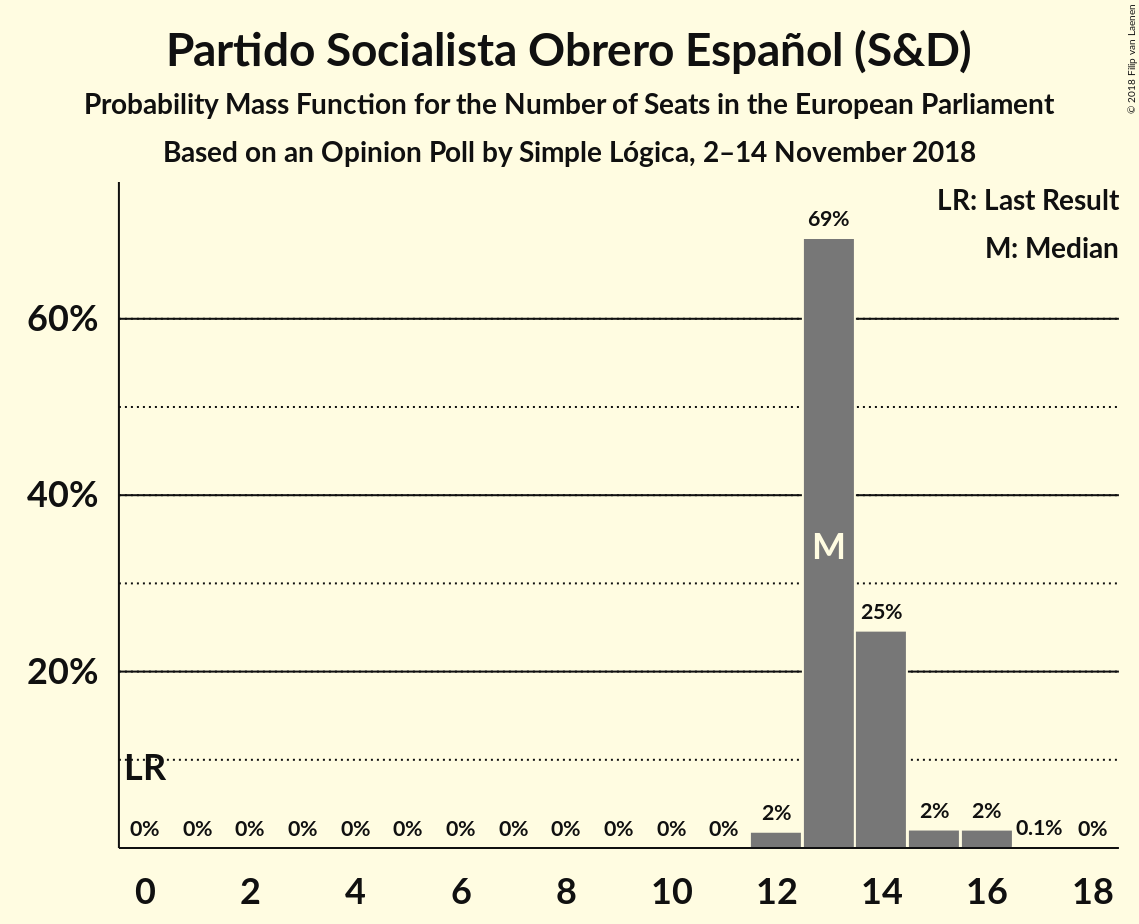 Partido Socialista Obrero Español (S&D)
Probability Mass Function for the Number of Seats in the European Parliament
Based on an Opinion Poll by Simple Lógica, 2–14 November 2018
© 2018 Filip van Laenen
LR: Last Result
M: Median
69%
60%
40%
M
25%
20%
LR
0% 0% 0% 0% 0% 0% 0% 0% 0% 0% 0% 0% 2% 2% 2% 0.1% 0%
0 2 4 6 8 10 12 14 16 18